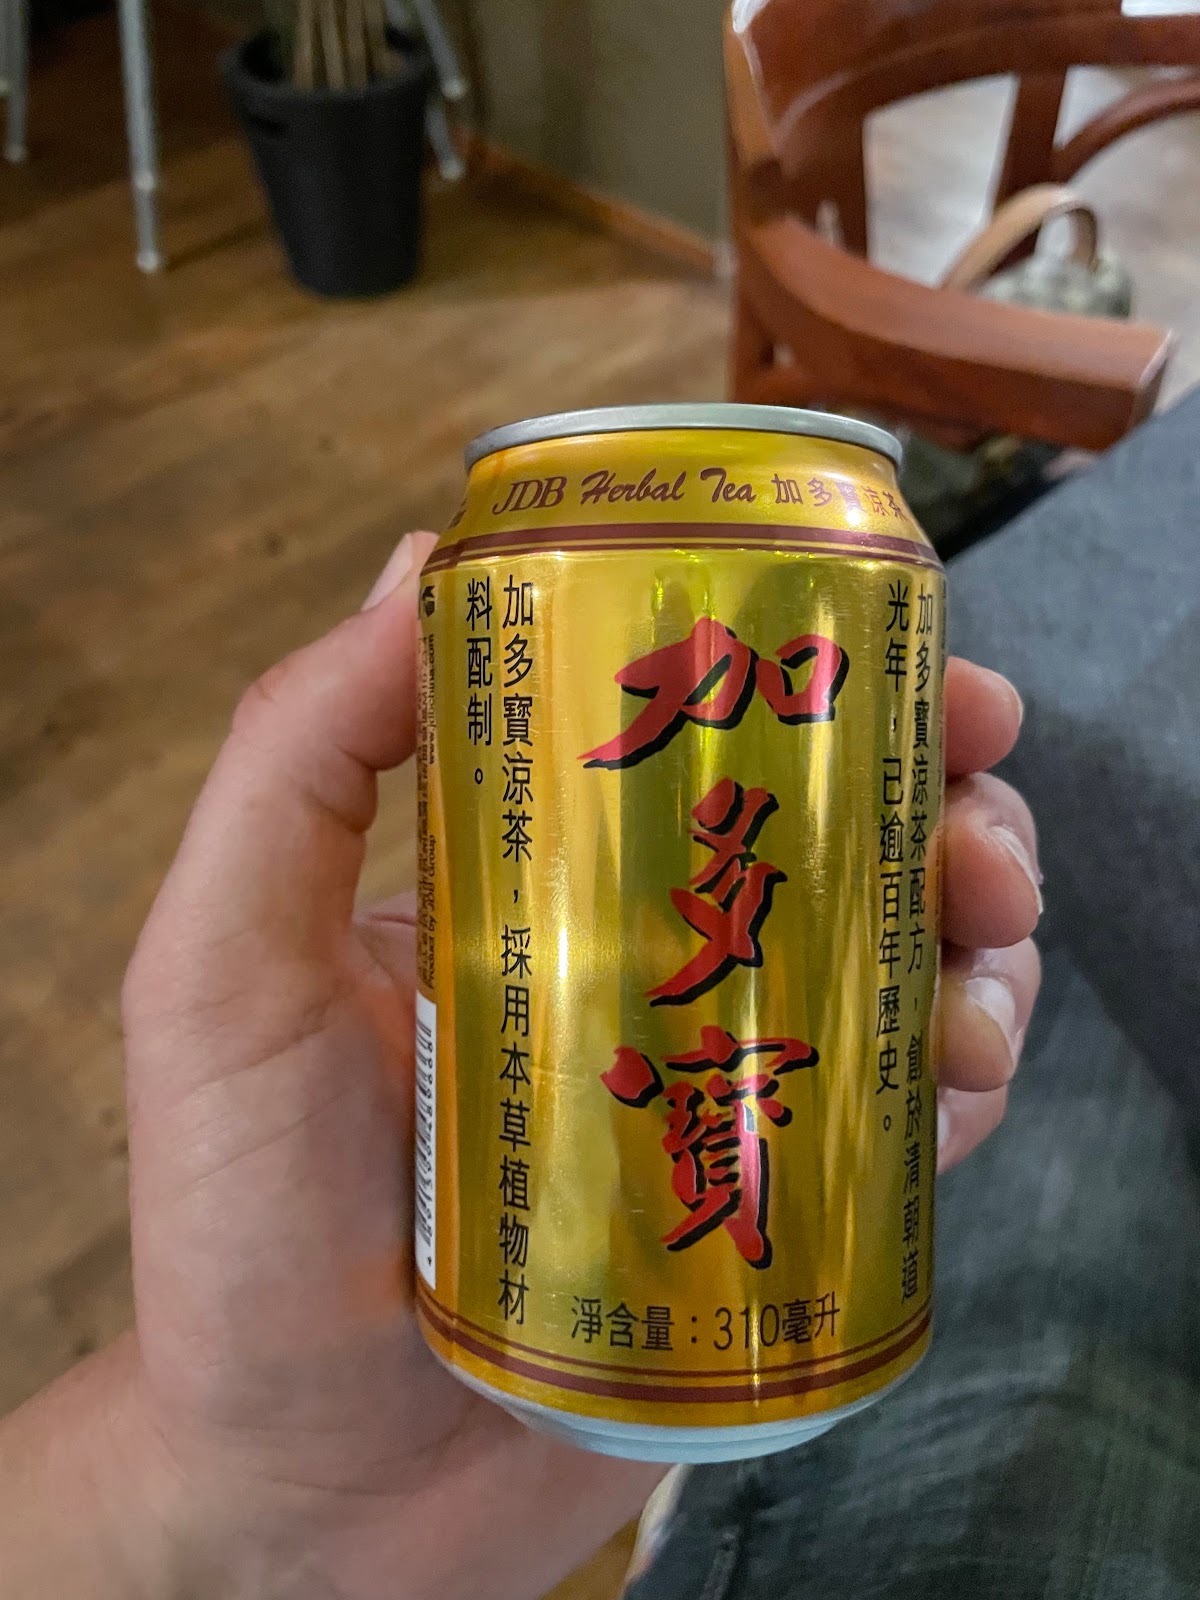 JDB Herbal Tea 加多寶涼茶
加多寶涼茶配方，創於清朝道
光年，已逾百年歷史。
加多寶
加多寶涼茶，採用本草植物材
料配制。
淨含量：310毫升